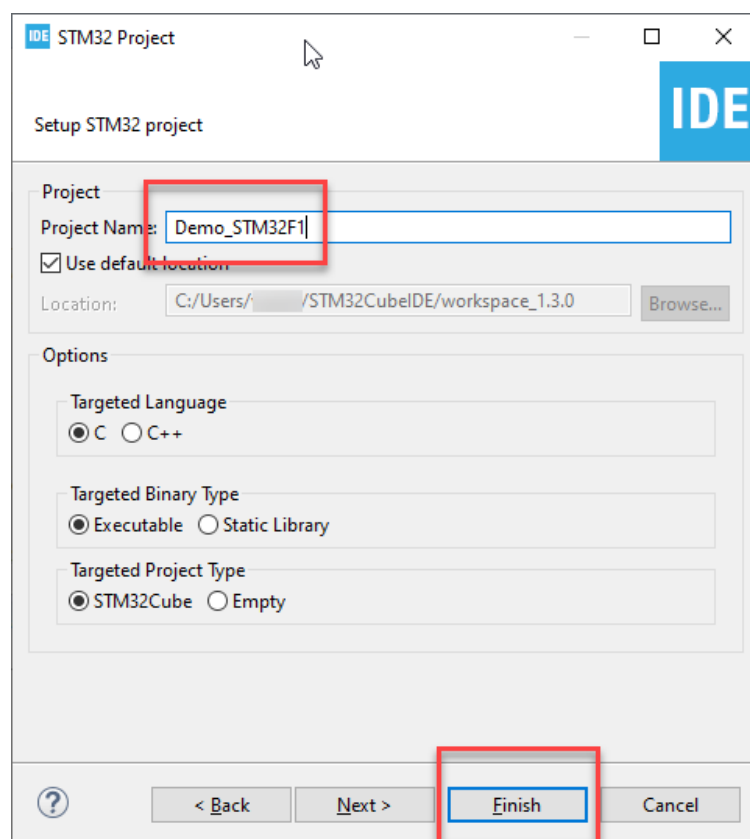 IDE STM32 Project
IDE
Setup STM32 project
Project
Project Name: Demo_STM32F1
Use default location
Location: C:/Users/ /STM32CubeIDE/workspace_1.3.0 Browse...
Options
Targeted Language
C C++
Targeted Binary Type
Executable Static Library
Targeted Project Type
STM32Cube Empty
? < Back Next > Finish Cancel